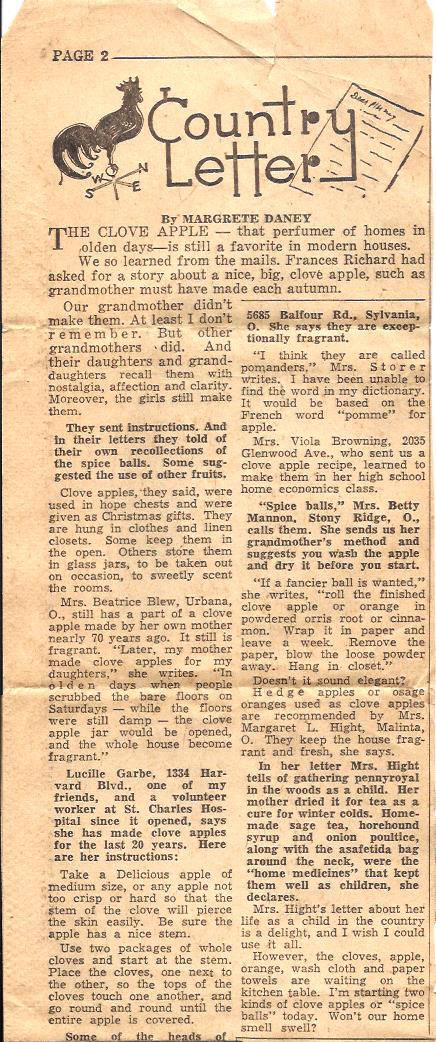 PAGE 2
Country
Letter
Dear
N
W
S
E
By MARGRETE DANEY
THE CLOVE APPLE — that perfumer of homes in
olden days—is still a favorite in modern houses.
We so learned from the mails. Frances Richard had
asked for a story about a nice, big, clove apple, such as
grandmother must have made each autumn.
Our grandmother didn't
make them. At least I don't
remember. But other
grandmothers did. And
their daughters and grand-
daughters recall them with
nostalgia, affection and clarity.
Moreover, the girls still make
them.
They sent instructions. And
in their letters they told of
their own recollections of
the spice balls. Some sug-
gested the use of other fruits.
Clove apples, they said, were
used in hope chests and were
given as Christmas gifts. They
are hung in clothes and linen
closets. Some keep them in
the open. Others store them
in glass jars, to be taken out
on occasion, to sweetly scent
the rooms.
Mrs. Beatrice Blew, Urbana,
O., still has a part of a clove
apple made by her own mother
nearly 70 years ago. It still is
fragrant. "Later, my mother
made clove apples for my
daughters," she writes. "In
olden days when people
scrubbed the bare floors on
Saturdays — while the floors
were still damp — the clove
apple jar would be opened,
and the whole house become
fragrant."
Lucille Garbe, 1334 Har-
vard Blvd., one of my
friends, and a volunteer
worker at St. Charles Hos-
pital since it opened, says
she has made clove apples
for the last 20 years. Here
are her instructions:
Take a Delicious apple of
medium size, or any apple not
too crisp or hard so that the
stem of the clove will pierce
the skin easily. Be sure the
apple has a nice stem.
Use two packages of whole
cloves and start at the stem.
Place the cloves, one next to
the other, so the tops of the
cloves touch one another, and
go round and round until the
entire apple is covered.
Some of the heads of
5685 Balfour Rd., Sylvania,
O. She says they are excep-
tionally fragrant.
"I think they are called
pomanders," Mrs. Storer
writes. I have been unable to
find the word in my dictionary.
It would be based on the
French word "pomme" for
apple.
Mrs. Viola Browning, 2035
Glenwood Ave., who sent us a
clove apple recipe, learned to
make them in her high school
home economics class.
"Spice balls," Mrs. Betty
Mannon, Stony Ridge, O.,
calls them. She sends us her
grandmother's method and
suggests you wash the apple
and dry it before you start.
"If a fancier ball is wanted,"
she writes, "roll the finished
clove apple or orange in
powdered orris root or cinna-
mon. Wrap it in paper and
leave a week. Remove the
paper, blow the loose powder
away. Hang in closet."
Doesn't it sound elegant?
Hedge apples or osage
oranges used as clove apples
are recommended by Mrs.
Margaret L. Hight, Malinta,
O. They keep the house frag-
rant and fresh, she says.
In her letter Mrs. Hight
tells of gathering pennyroyal
in the woods as a child. Her
mother dried it for tea as a
cure for winter colds. Home-
made sage tea, horehound
syrup and onion poultice,
along with the asafetida bag
around the neck, were the
"home medicines" that kept
them well as children, she
declares.
Mrs. Hight's letter about her
life as a child in the country
is a delight, and I wish I could
use it all.
However, the cloves, apple,
orange, wash cloth and paper
towels are waiting on the
kitchen table. I'm starting two
kinds of clove apples or "spice
balls" today. Won't our home
smell swell?